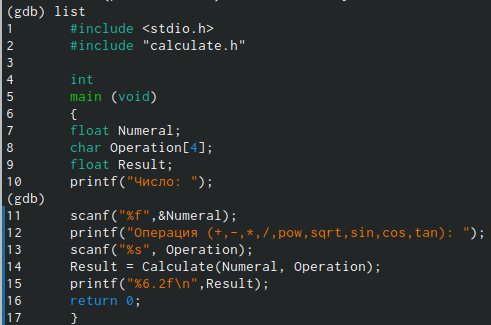 (gdb) list
1 #include <stdio.h>
2 #include "calculate.h"
3
4 int
5 main (void)
6 {
7 float Numeral;
8 char Operation[4];
9 float Result;
10 printf("Число: ");
(gdb)
11 scanf("%f",&Numeral);
12 printf("Операция (+,-,*,/,pow,sqrt,sin,cos,tan): ");
13 scanf("%s", Operation);
14 Result = Calculate(Numeral, Operation);
15 printf("%6.2f\n",Result);
16 return 0;
17 }